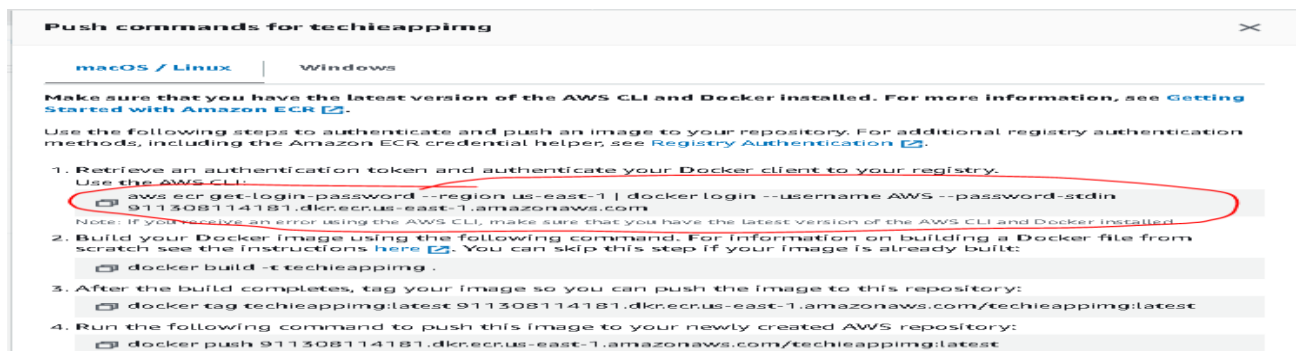 Push commands for techieappimg
macOS / Linux Windows
Make sure that you have the latest version of the AWS CLI and Docker installed. For more information, see Getting
Started with Amazon ECR.
Use the following steps to authenticate and push an image to your repository. For additional registry authentication
methods, including the Amazon ECR credential helper, see Registry Authentication.
1. Retrieve an authentication token and authenticate your Docker client to your registry.
Use the AWS CLI:
aws ecr get-login-password --region us-east-1 | docker login --username AWS --password-stdin
911308114181.dkr.ecr.us-east-1.amazonaws.com
Note: If you receive an error using the AWS CLI, make sure that you have the latest version of the AWS CLI and Docker installed.
2. Build your Docker image using the following command. For information on building a Docker file from
scratch see the instructions here. You can skip this step if your image is already built:
docker build -t techieappimg .
3. After the build completes, tag your image so you can push the image to this repository:
docker tag techieappimg:latest 911308114181.dkr.ecr.us-east-1.amazonaws.com/techieappimg:latest
4. Run the following command to push this image to your newly created AWS repository:
docker push 911308114181.dkr.ecr.us-east-1.amazonaws.com/techieappimg:latest